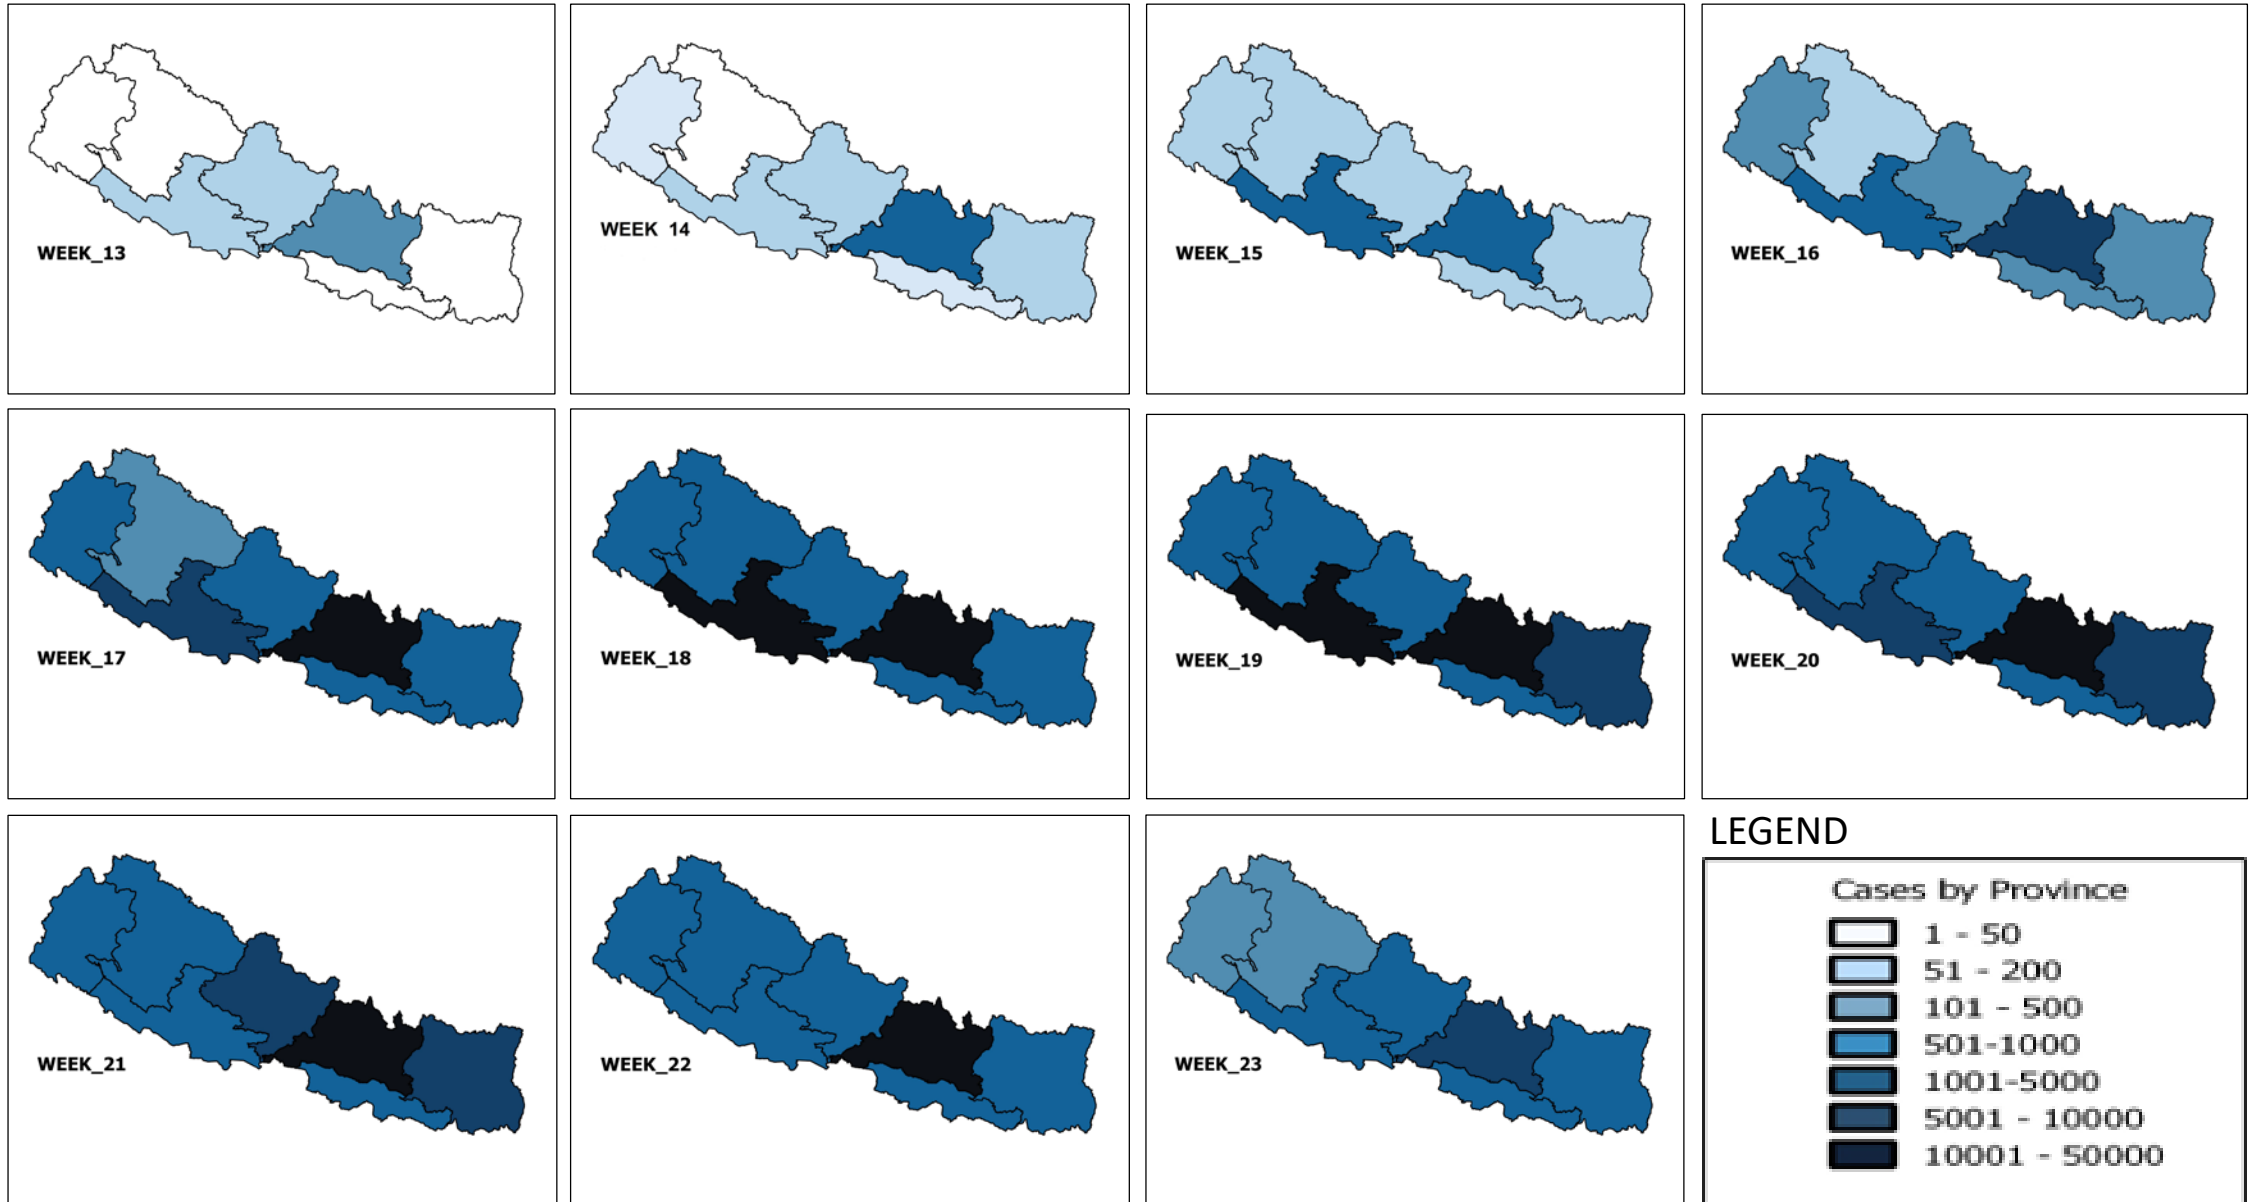 WEEK_13
WEEK 14
WEEK_15
WEEK_16
WEEK_17
WEEK_18
WEEK_19
WEEK_20
WEEK_21
WEEK_22
WEEK_23
LEGEND
Cases by Province
1 - 50
51 - 200
101 - 500
501-1000
1001-5000
5001 - 10000
10001 - 50000